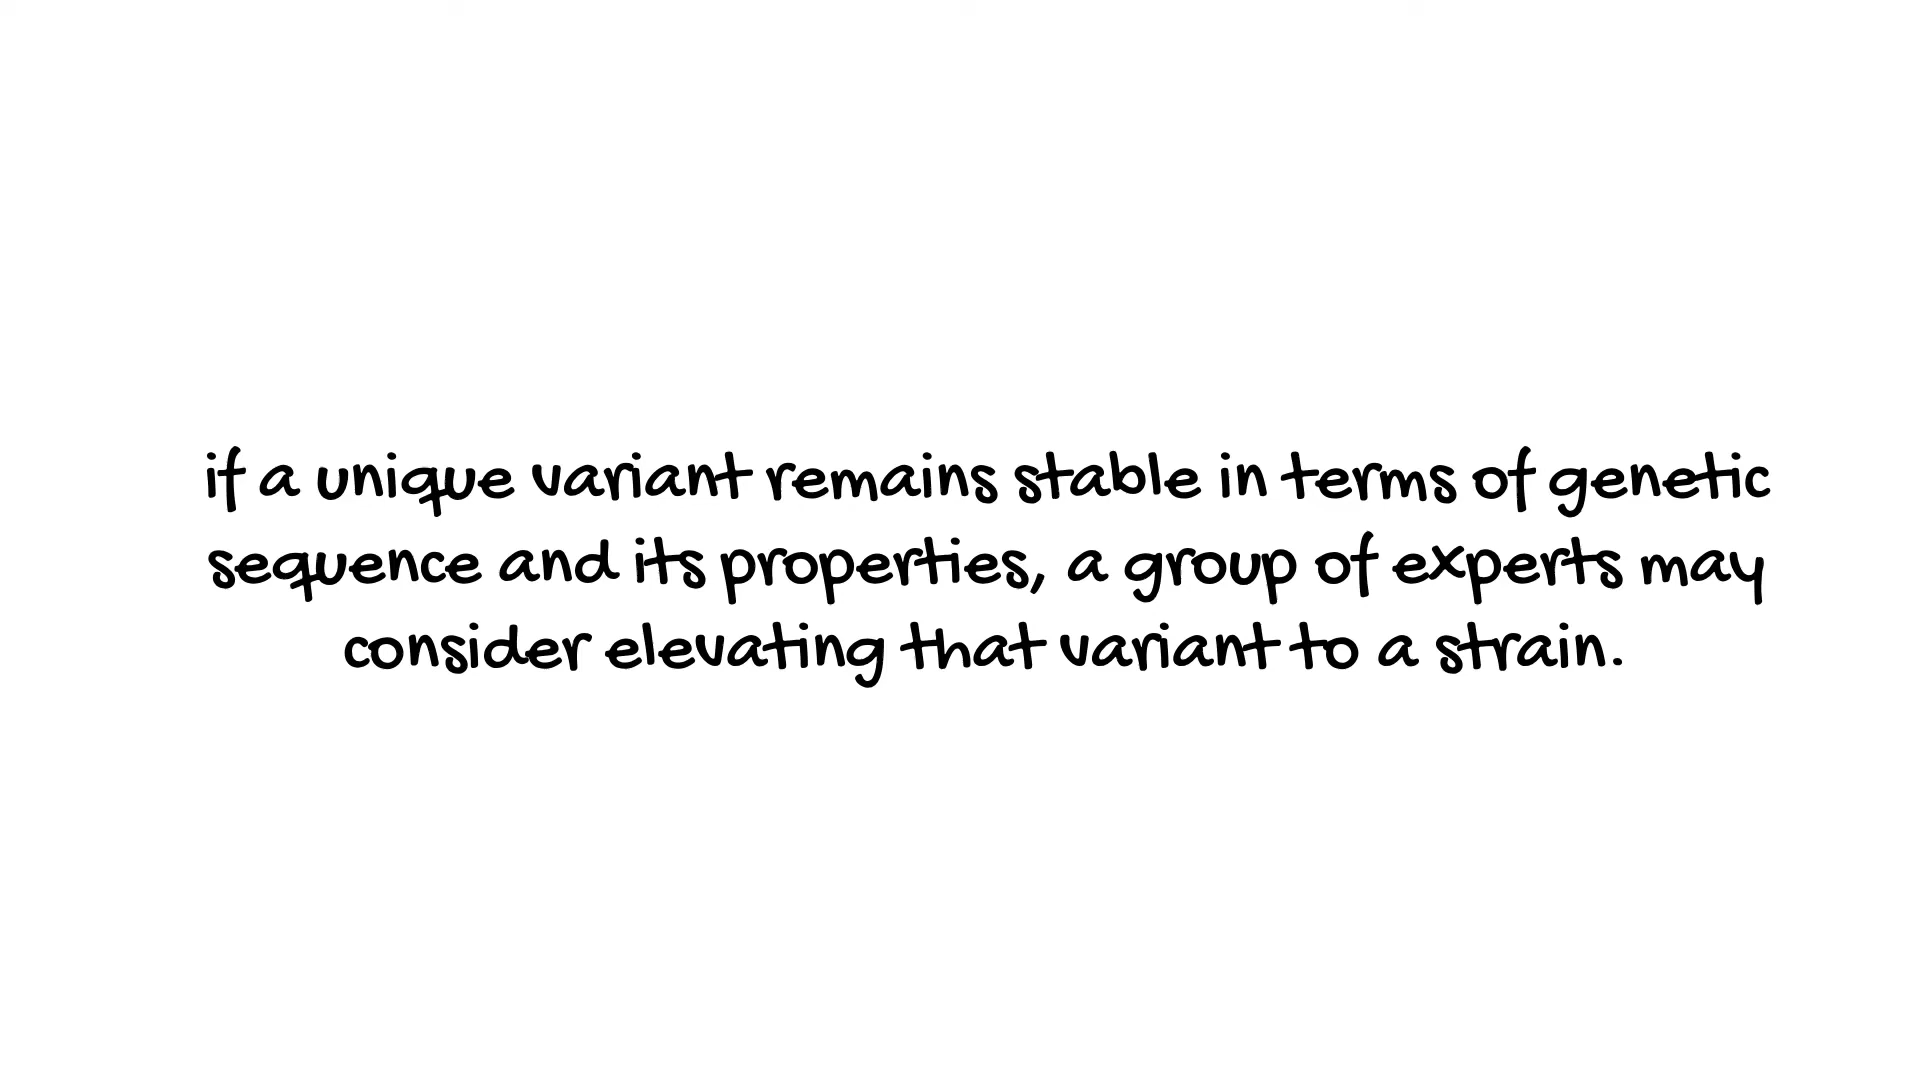 if a unique variant remains stable in terms of genetic
sequence and its properties, a group of experts may
consider elevating that variant to a strain.